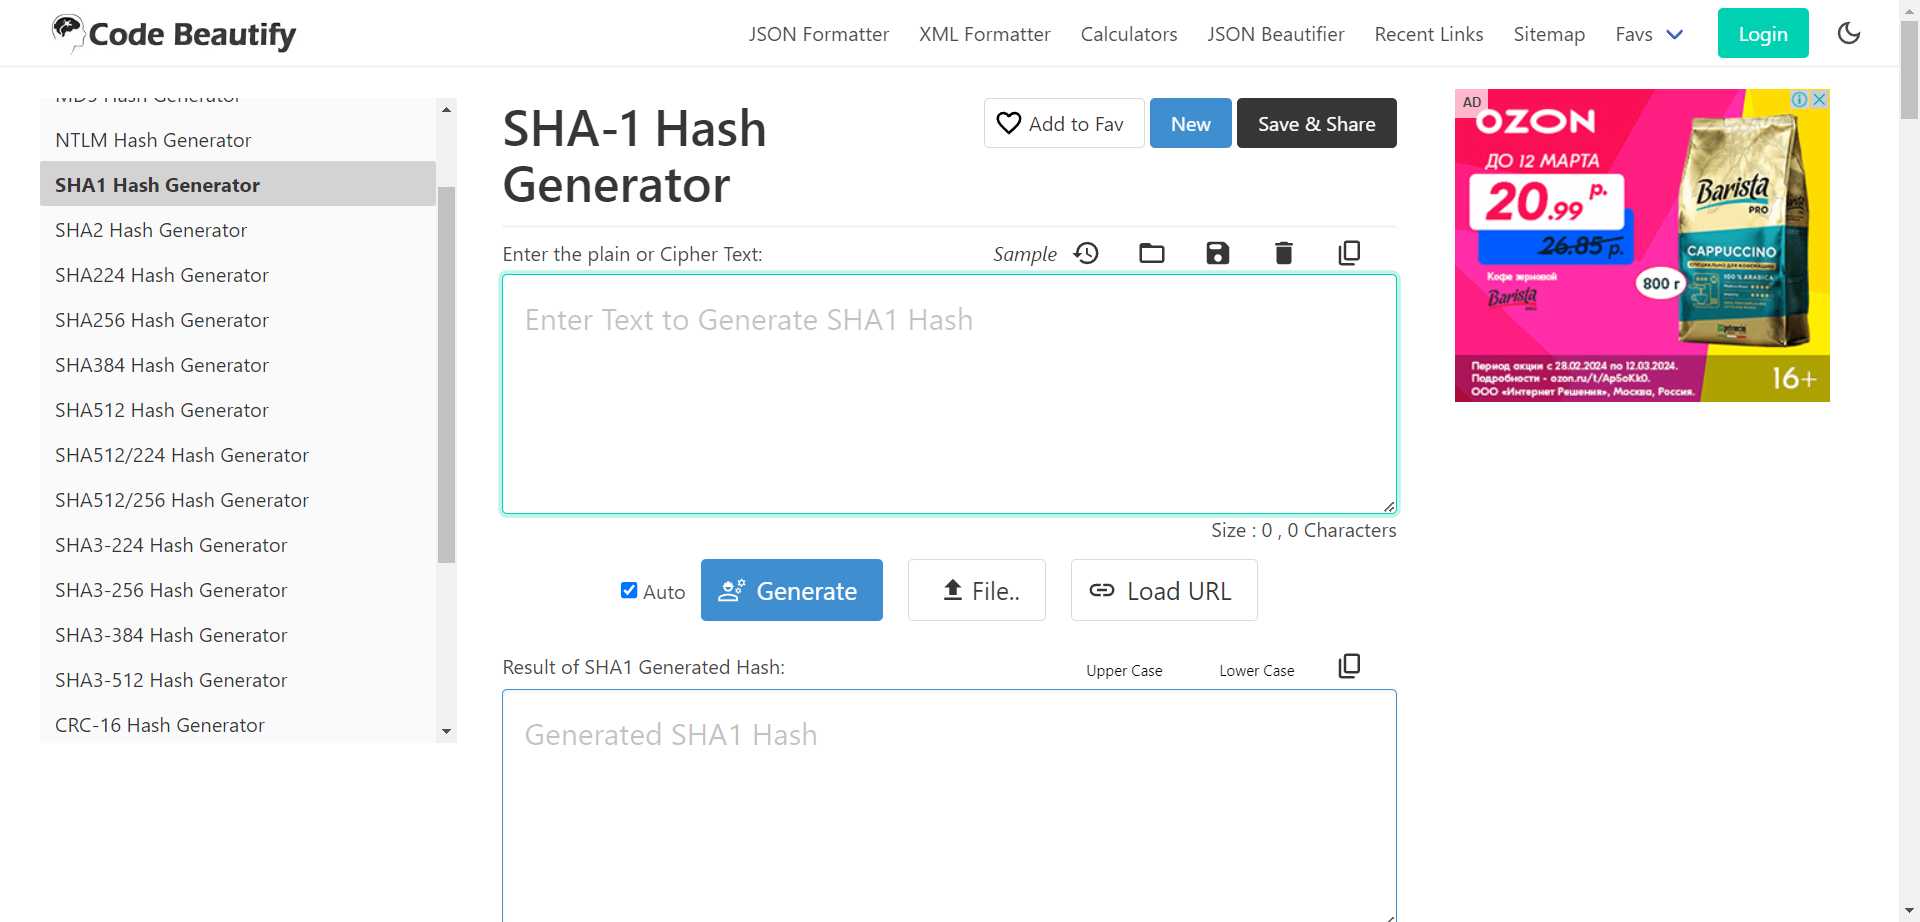 Code Beautify
JSON Formatter
XML Formatter
Calculators
JSON Beautifier
Recent Links
Sitemap
Favs
Login
MD5 Hash Generator
NTLM Hash Generator
SHA1 Hash Generator
SHA2 Hash Generator
SHA224 Hash Generator
SHA256 Hash Generator
SHA384 Hash Generator
SHA512 Hash Generator
SHA512/224 Hash Generator
SHA512/256 Hash Generator
SHA3-224 Hash Generator
SHA3-256 Hash Generator
SHA3-384 Hash Generator
SHA3-512 Hash Generator
CRC-16 Hash Generator
SHA-1 Hash
Generator
Add to Fav
New
Save & Share
Enter the plain or Cipher Text:
Sample
Enter Text to Generate SHA1 Hash
Size : 0 , 0 Characters
Auto
Generate
File..
Load URL
Result of SHA1 Generated Hash:
Upper Case
Lower Case
Generated SHA1 Hash
AD
OZON
ДО 12 МАРТА
20.99 р.
26.85 р.
Кофе зерновой
Barista
Barista
PRO
CAPPUCCINO
100 % ARABICA
800 г
Период акции с 28.02.2024 по 12.03.2024.
Подробности - ozon.ru/t/Ap5oKk0.
ООО «Интернет Решения», Москва, Россия.
16+